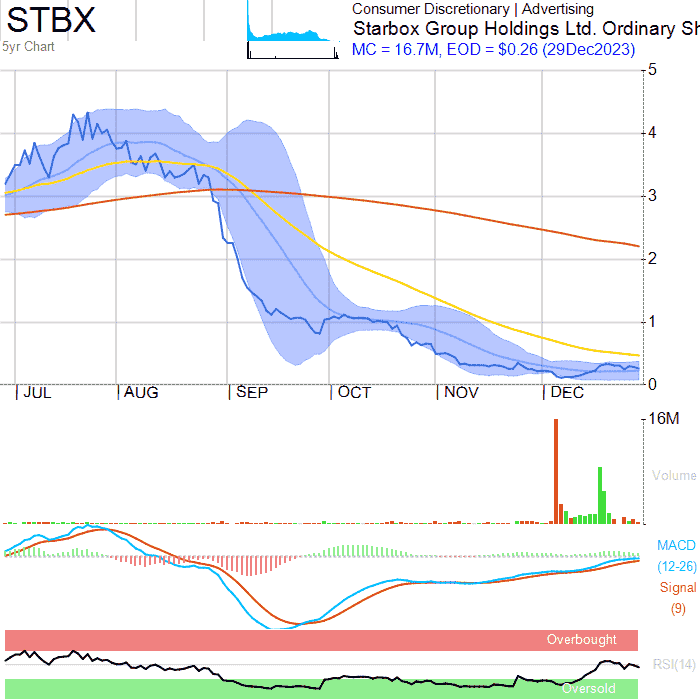 STBX
5yr Chart
Consumer Discretionary | Advertising
Starbox Group Holdings Ltd. Ordinary Sh
MC = 16.7M, EOD = $0.26 (29Dec2023)
5
4
3
2
1
0
JUL AUG SEP OCT NOV DEC
16M
Volume
MACD
(12-26)
Signal
(9)
Overbought
RSI(14)
Oversold